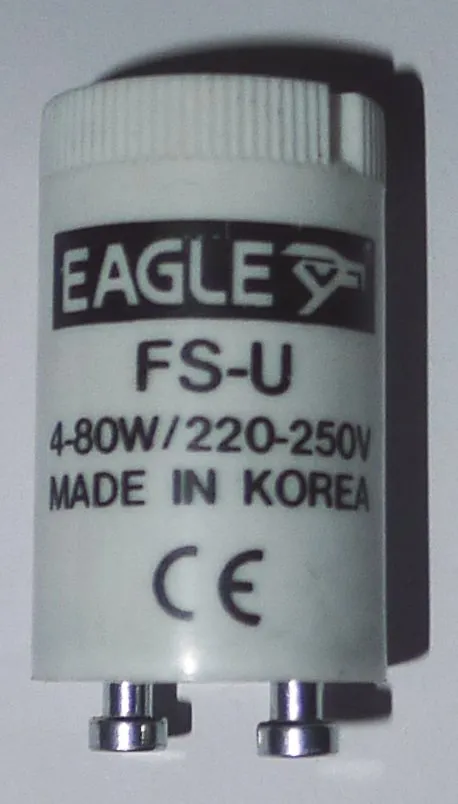 EAGLE
FS-U
4-80W/220-250V
MADE IN KOREA
CE